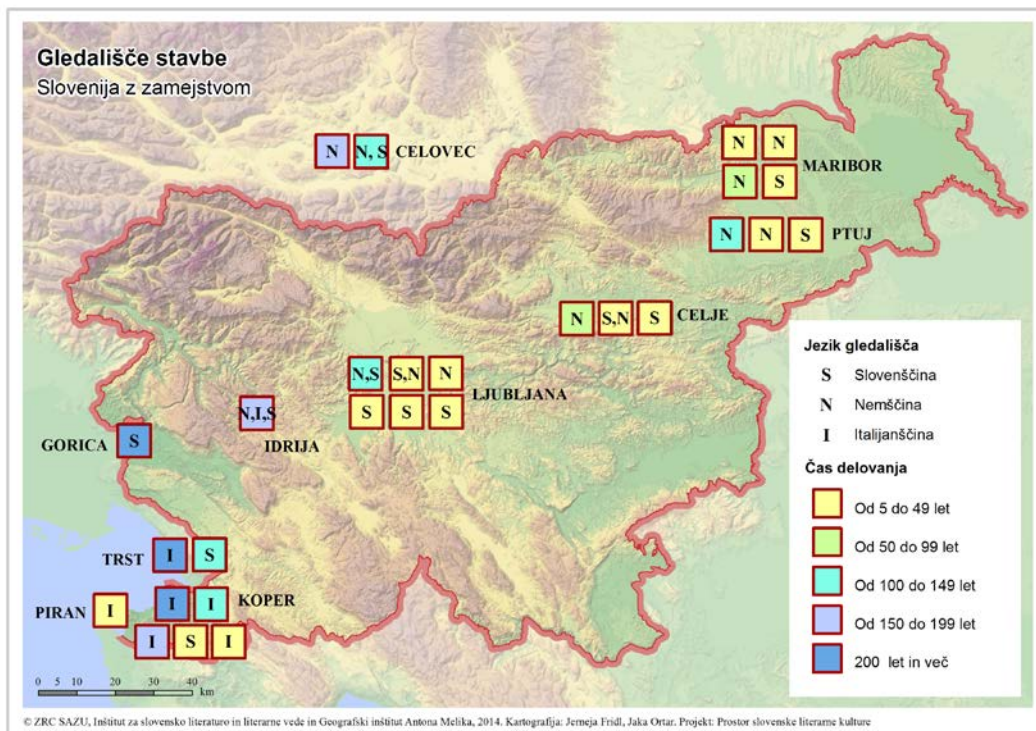 Gledališče stavbe
Slovenija z zamejstvom
N N, S CELOVEC
N N
MARIBOR
N S
N N S PTUJ
N S,N S CELJE
N,S S,N N
LJUBLJANA
S S S
N,I,S
IDRIJA
GORICA S
TRST I S
PIRAN I
I I KOPER
I S I
Jezik gledališča
S Slovenščina
N Nemščina
I Italijanščina
Čas delovanja
Od 5 do 49 let
Od 50 do 99 let
Od 100 do 149 let
Od 150 do 199 let
200 let in več
0 5 10 20 30 40
km
© ZRC SAZU, Inštitut za slovensko literaturo in literarne vede in Geografski inštitut Antona Melika, 2014. Kartografija: Jerneja Fridl, Jaka Ortar. Projekt: Prostor slovenske literarne kulture